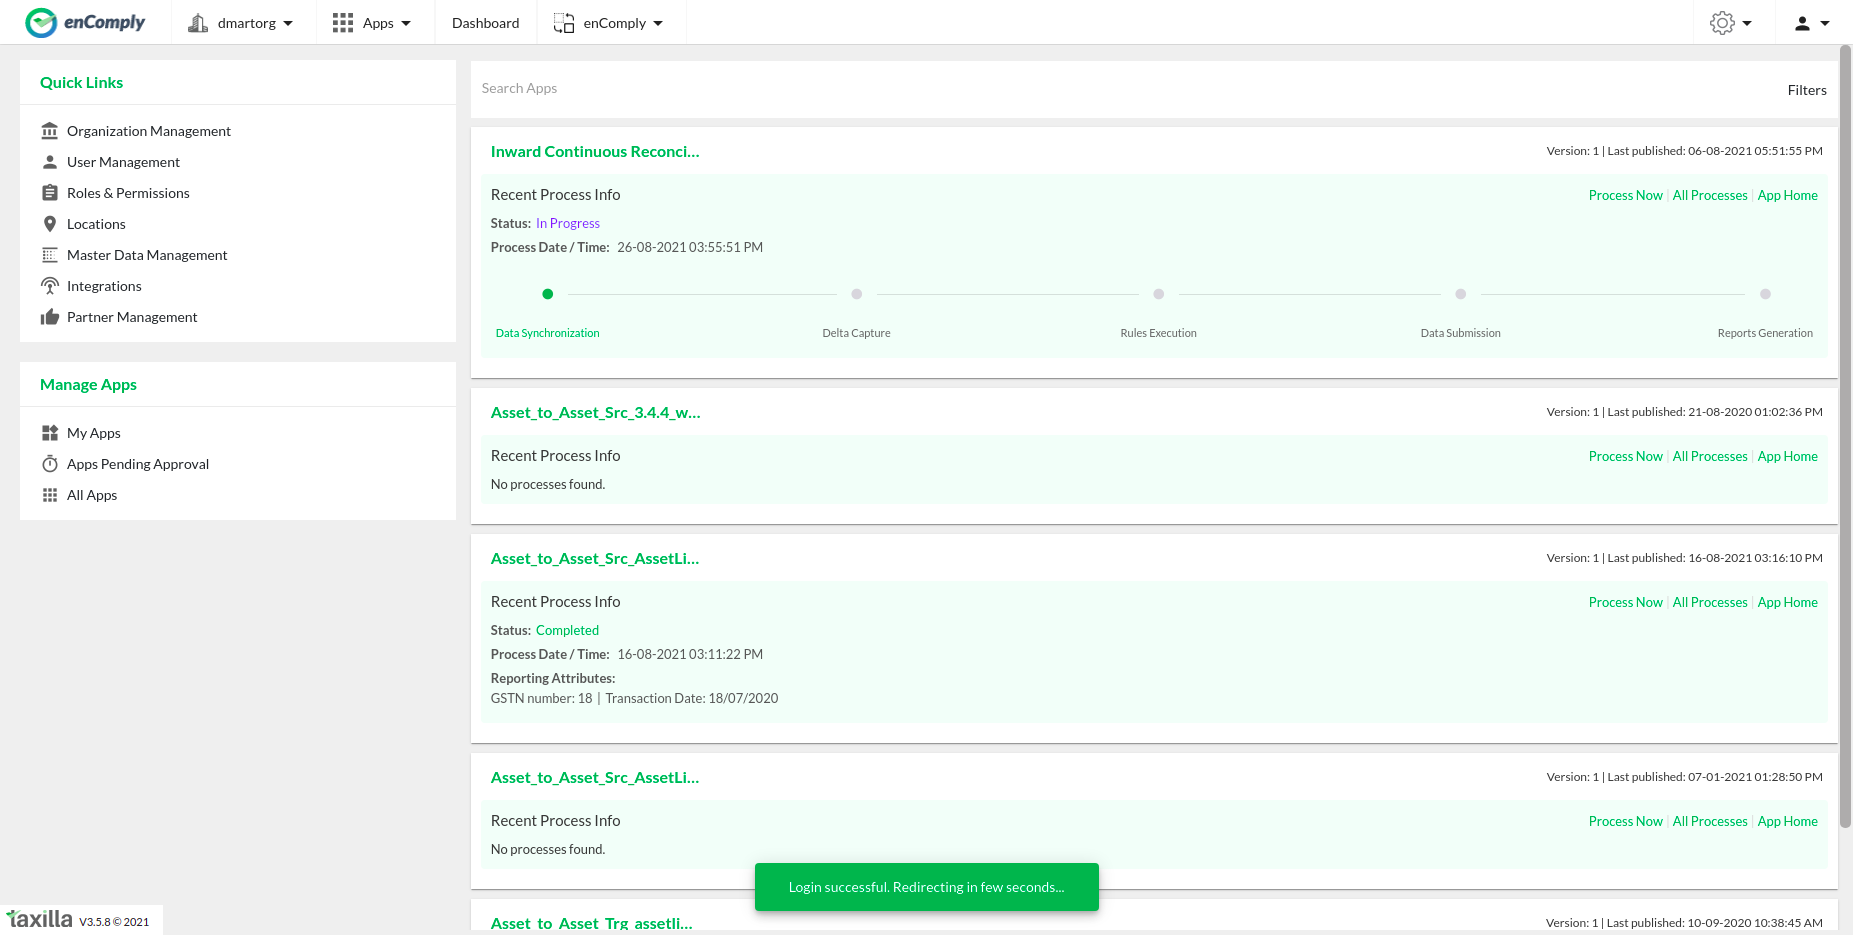 enComply
dmartorg
Apps
Dashboard
enComply
Quick Links
Organization Management
User Management
Roles & Permissions
Locations
Master Data Management
Integrations
Partner Management
Manage Apps
My Apps
Apps Pending Approval
All Apps
Search Apps
Filters
Inward Continuous Reconci...
Version: 1 | Last published: 06-08-2021 05:51:55 PM
Recent Process Info
Process Now | All Processes | App Home
Status: In Progress
Process Date / Time: 26-08-2021 03:55:51 PM
Data Synchronization
Delta Capture
Rules Execution
Data Submission
Reports Generation
Asset_to_Asset_Src_3.4.4_w...
Version: 1 | Last published: 21-08-2020 01:02:36 PM
Recent Process Info
Process Now | All Processes | App Home
No processes found.
Asset_to_Asset_Src_AssetLi...
Version: 1 | Last published: 16-08-2021 03:16:10 PM
Recent Process Info
Process Now | All Processes | App Home
Status: Completed
Process Date / Time: 16-08-2021 03:11:22 PM
Reporting Attributes:
GSTN number: 18 | Transaction Date: 18/07/2020
Asset_to_Asset_Src_AssetLi...
Version: 1 | Last published: 07-01-2021 01:28:50 PM
Recent Process Info
Process Now | All Processes | App Home
No processes found.
Login successful. Redirecting in few seconds...
Asset_to_Asset_Trg_assetli...
Version: 1 | Last published: 10-09-2020 10:38:45 AM
taxilla V3.5.8 © 2021